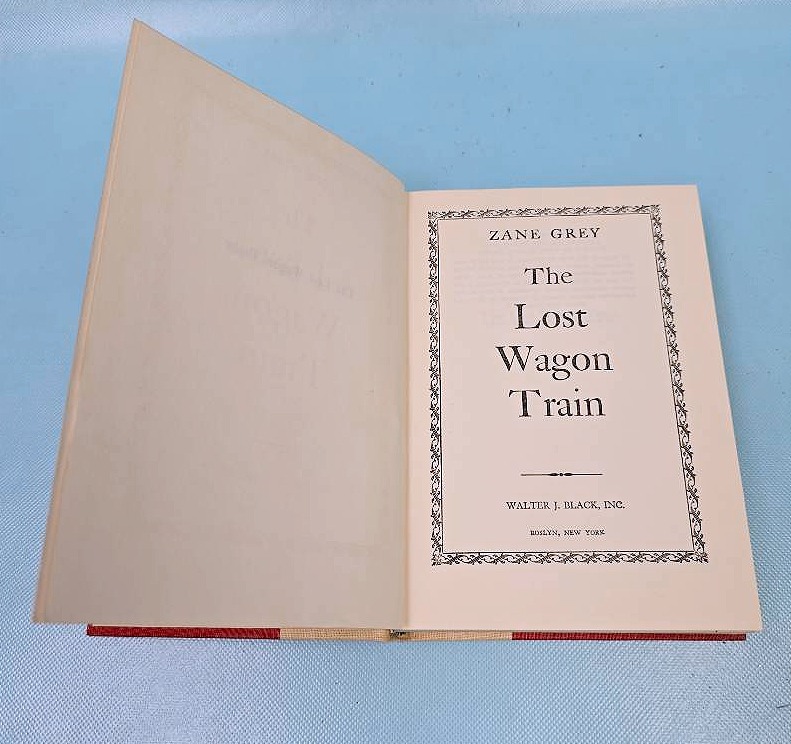 ZANE GREY
The
Lost
Wagon
Train
WALTER J. BLACK, INC.
ROSLYN, NEW YORK